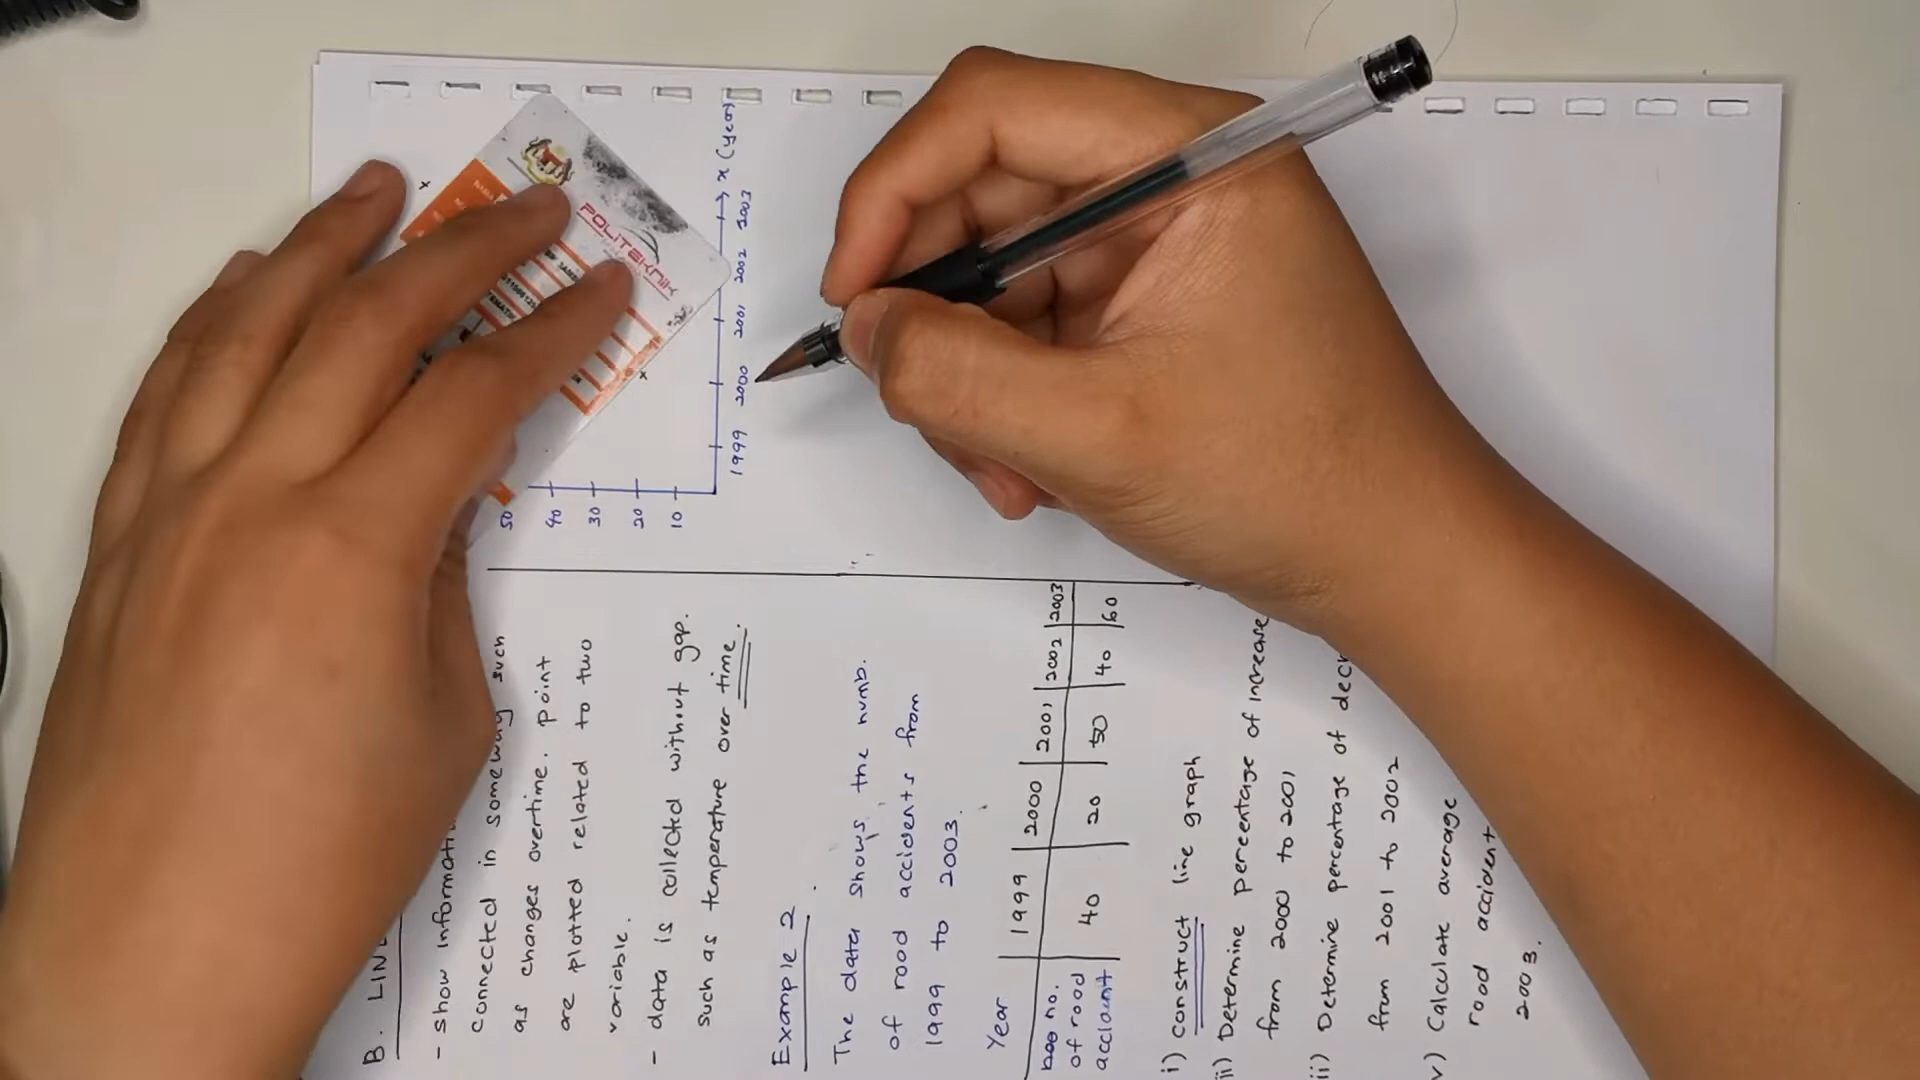 B. LINE
- show informati
connected in someway such
as changes overtime. point
are plotted related to two
variable.
- data is collected without gap.
such as temperature over time.
Example 2
The data shows the numb.
of road accidents from
1999 to 2003.
Year 1999 2000 2001 2002 2003
no. of road accident 40 20 50 40 60
i) construct line graph
ii) Determine percentage of increase
from 2000 to 2001
ii) Determine percentage of decr
from 2001 to 2002
v) Calculate average
road accident
2003.
50
40
30
20
10
1999 2000 2001 2002 2003 x (year)
POLITEKNIK